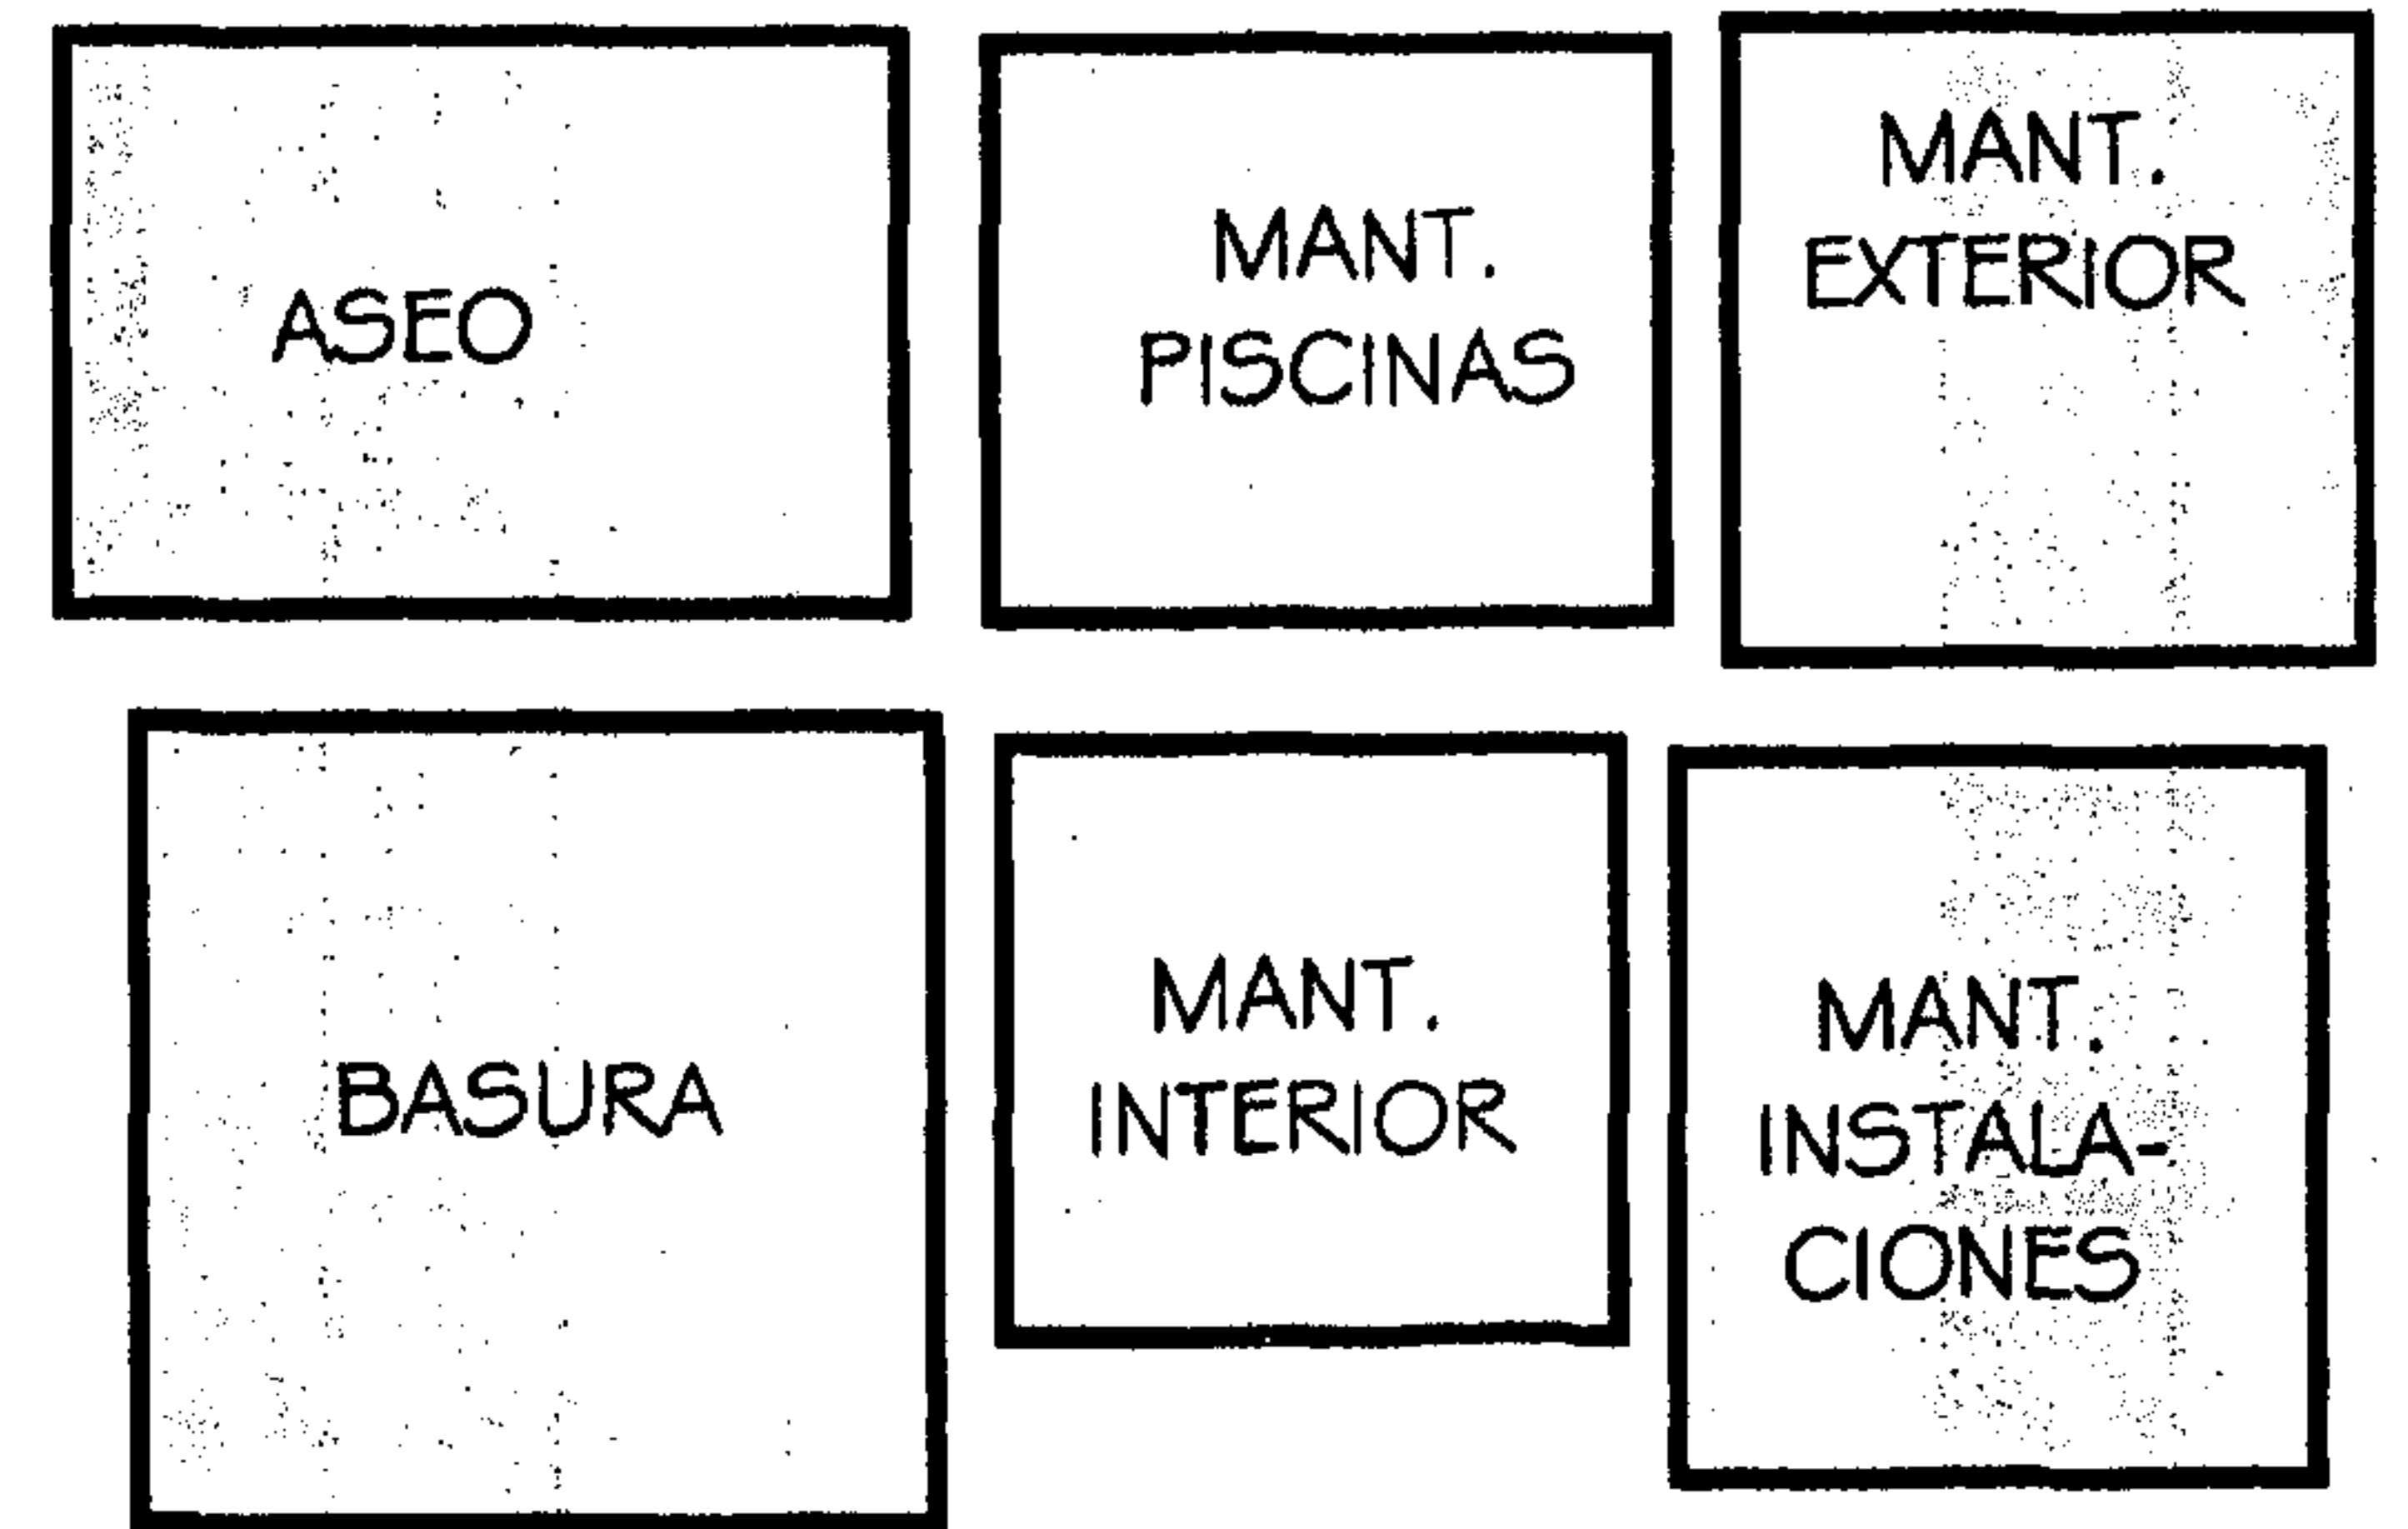 ASEO
MANT.
PISCINAS
MANT.
EXTERIOR
BASURA
MANT.
INTERIOR
MANT.
INSTALA-
CIONES